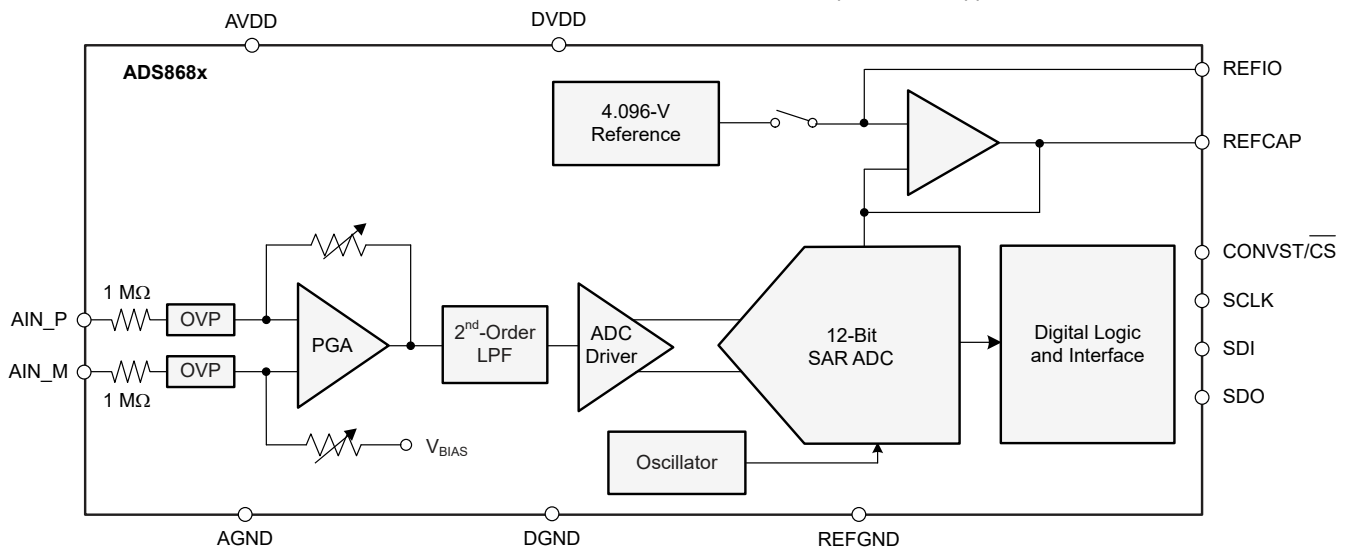 AVDD
DVDD
ADS868x
4.096-V
Reference
REFIO
REFCAP
CONVST/CS
SCLK
SDI
SDO
1 MΩ
AIN_P
OVP
AIN_M
OVP
1 MΩ
PGA
2nd-Order
LPF
ADC
Driver
12-Bit
SAR ADC
Digital Logic
and Interface
VBIAS
Oscillator
AGND
DGND
REFGND